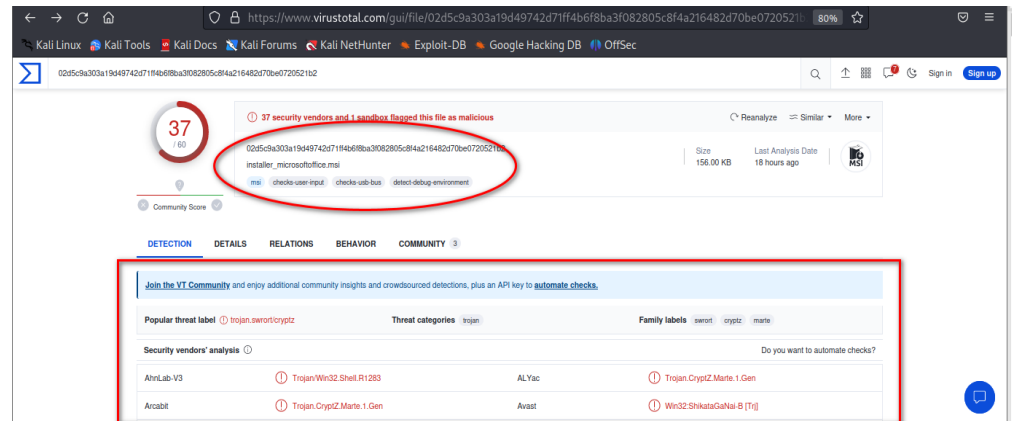 https://www.virustotal.com/gui/file/02d5c9a303a19d49742d71ff4b6f8ba3f082805c8f4a216482d70be0720521b 80%
Kali Linux Kali Tools Kali Docs Kali Forums Kali NetHunter Exploit-DB Google Hacking DB OffSec
02d5c9a303a19d49742d71ff4b6f8ba3f082805c8f4a216482d70be0720521b2 7 Sign in Sign up
37
/ 60
37 security vendors and 1 sandbox flagged this file as malicious
Reanalyze Similar More
02d5c9a303a19d49742d71ff4b6f8ba3f082805c8f4a216482d70be0720521b2
installer_microsoftoffice.msi
msi checks-user-input checks-usb-bus detect-debug-environment
Size
156.00 KB
Last Analysis Date
18 hours ago
MSI
Community Score
DETECTION DETAILS RELATIONS BEHAVIOR COMMUNITY 3
Join the VT Community and enjoy additional community insights and crowdsourced detections, plus an API key to automate checks.
Popular threat label trojan.swrort/cryptz Threat categories trojan Family labels swrort cryptz marte
Security vendors' analysis Do you want to automate checks?
AhnLab-V3 Trojan/Win32.Shell.R1283 ALYac Trojan.CryptZ.Marte.1.Gen
Arcabit Trojan.CryptZ.Marte.1.Gen Avast Win32:ShikataGaNai-B [Trj]